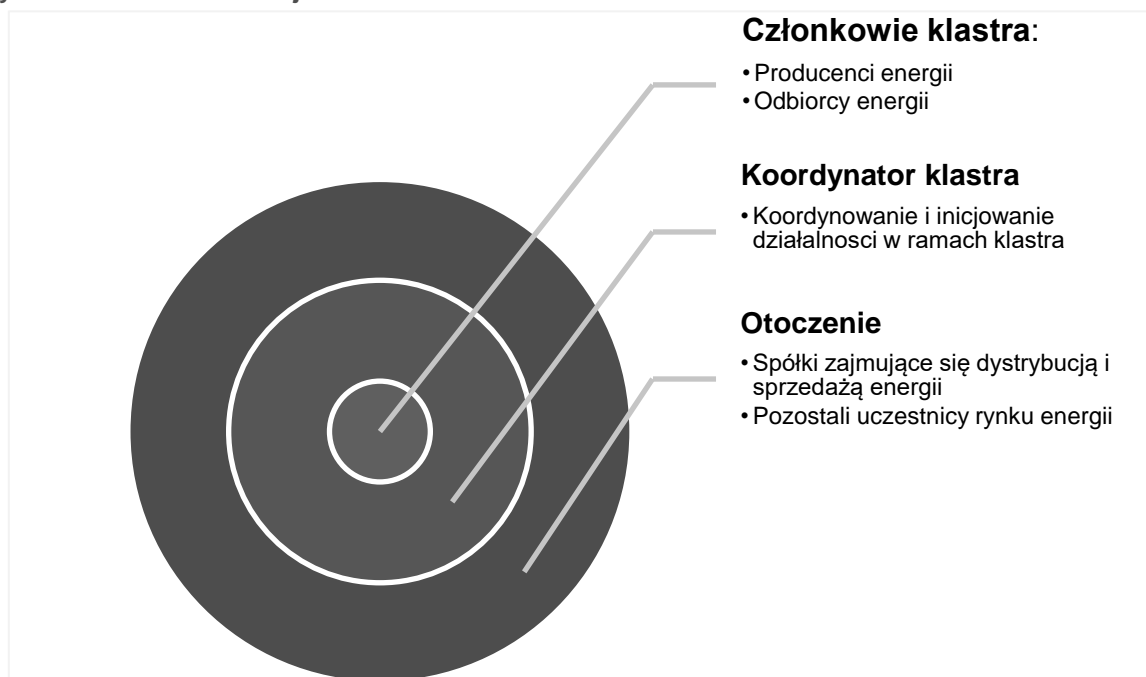 Członkowie klastra:
• Producenci energii
• Odbiorcy energii
Koordynator klastra
• Koordynowanie i inicjowanie
działalnosci w ramach klastra
Otoczenie
• Spółki zajmujące się dystrybucją i
sprzedażą energii
• Pozostali uczestnicy rynku energii